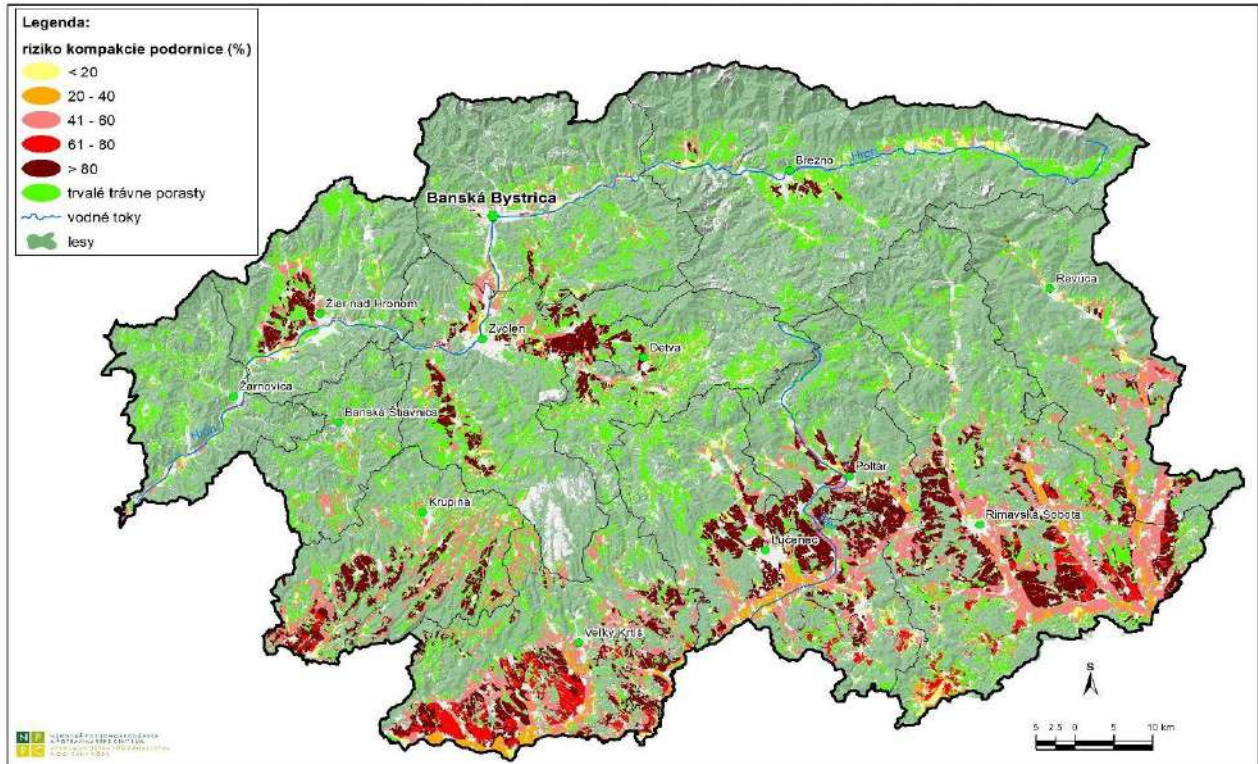 Legenda:
riziko kompakcie podornice (%)
< 20
20 - 40
41 - 60
61 - 80
> 80
trvalé trávne porasty
vodné toky
lesy
Brezno
Hron
Banská Bystrica
Revúca
Žiar nad Hronom
Zvolen
Detva
Žarnovica
Banská Štiavnica
Hron
Poltár
Krupina
Rimavská Sobota
Lučenec
Veľký Krtíš
S
5 2.5 0 5 10 km
N P
P C